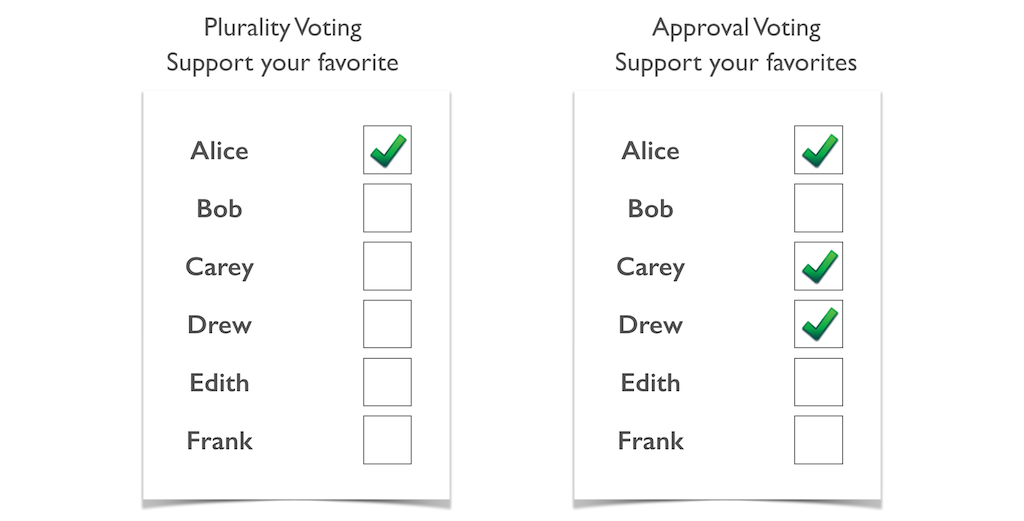 Plurality Voting
Support your favorite
Alice
Bob
Carey
Drew
Edith
Frank
Approval Voting
Support your favorites
Alice
Bob
Carey
Drew
Edith
Frank